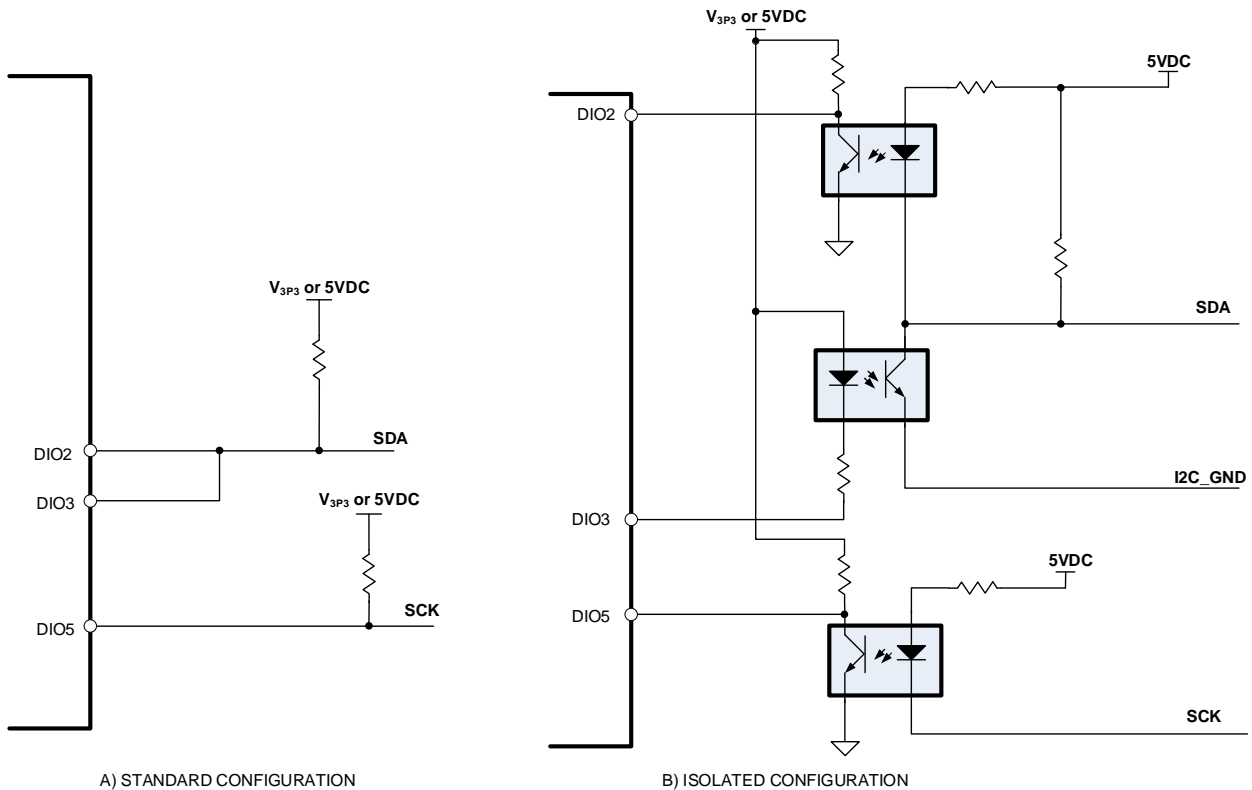 V3P3 or 5VDC
SDA
DIO2
DIO3
V3P3 or 5VDC
SCK
DIO5
A) STANDARD CONFIGURATION
V3P3 or 5VDC
5VDC
DIO2
SDA
I2C_GND
DIO3
5VDC
DIO5
SCK
B) ISOLATED CONFIGURATION